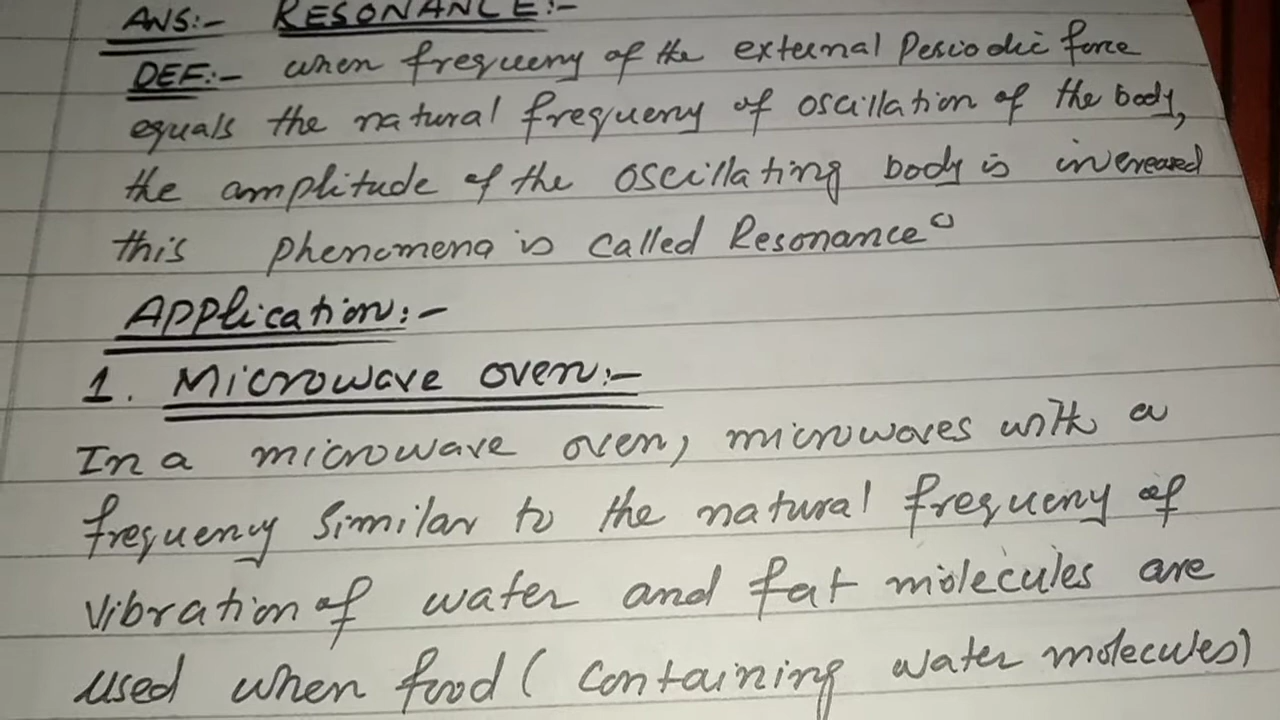 ANS:- RESONANCE:-
DEF:- when frequency of the external Periodic force
equals the natural frequency of oscillation of the body,
the amplitude of the oscillating body is increased
this phenomena is called Resonance.
Application:-
1. Microwave oven:-
In a microwave oven, microwaves with a
frequency similar to the natural frequency of
vibration of water and fat molecules are
used when food (containing water molecules)